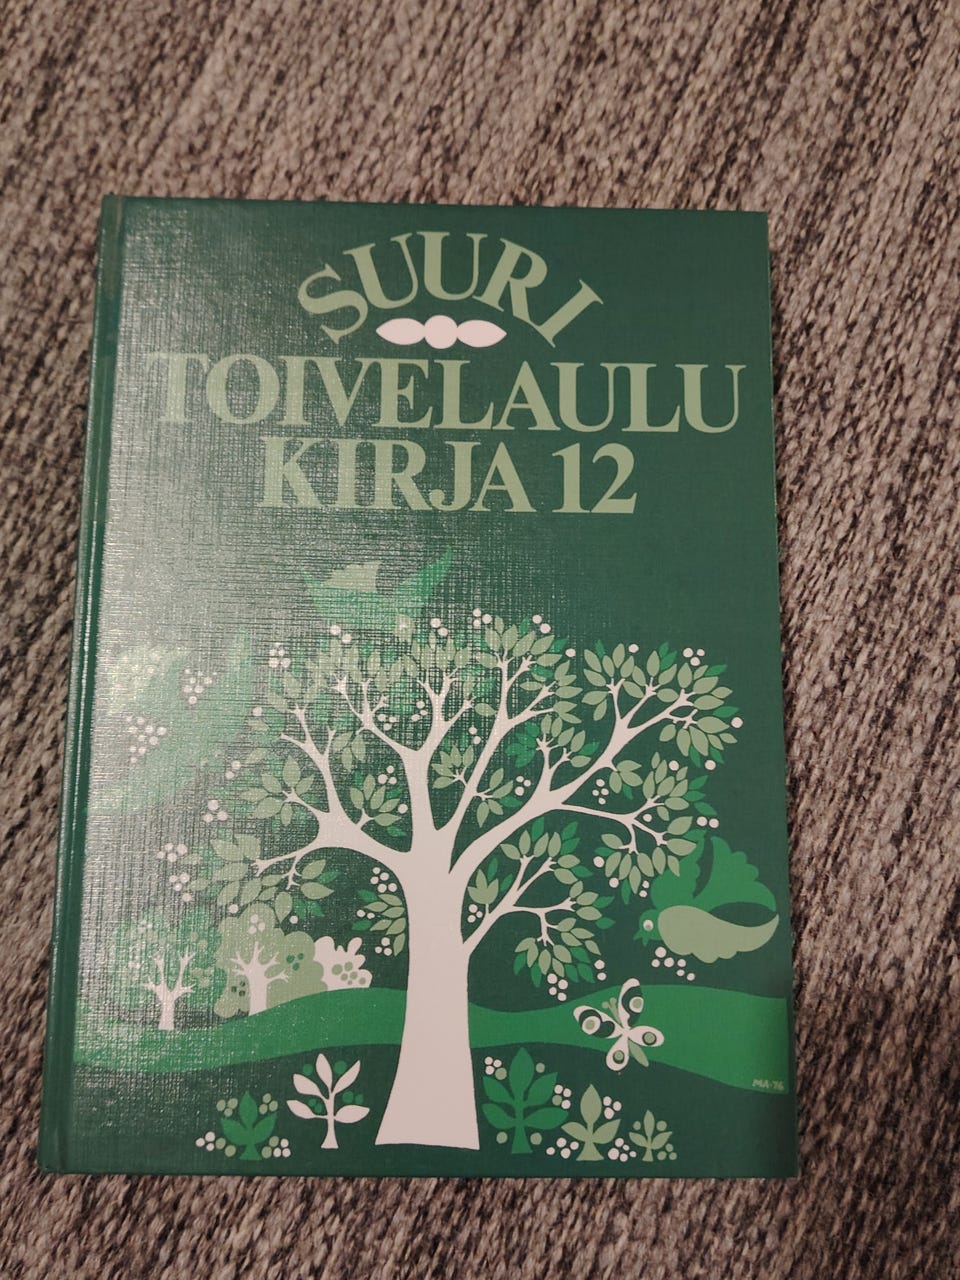 SUURI
TOIVELAULU
KIRJA 12
MA-76